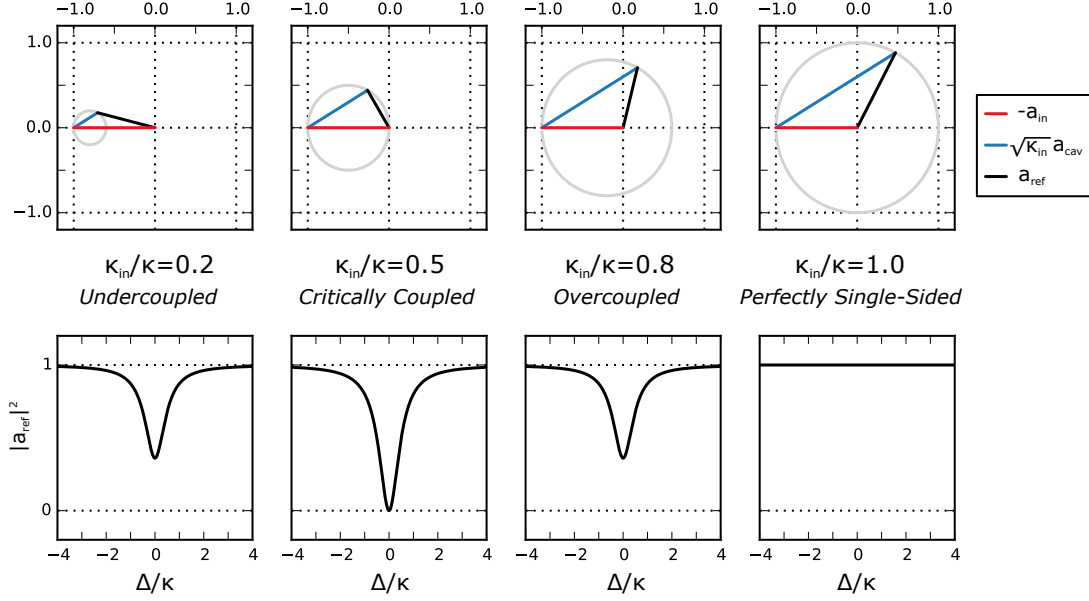 −1.0 0.0 1.0 −1.0 0.0 1.0 −1.0 0.0 1.0 −1.0 0.0 1.0
1.0
0.0
−1.0
-a_in
√κ_in a_cav
a_ref
κ_in/κ=0.2 κ_in/κ=0.5 κ_in/κ=0.8 κ_in/κ=1.0
Undercoupled Critically Coupled Overcoupled Perfectly Single-Sided
|a_ref|²
1
0
−4 −2 0 2 4 −4 −2 0 2 4 −4 −2 0 2 4 −4 −2 0 2 4
Δ/κ Δ/κ Δ/κ Δ/κ